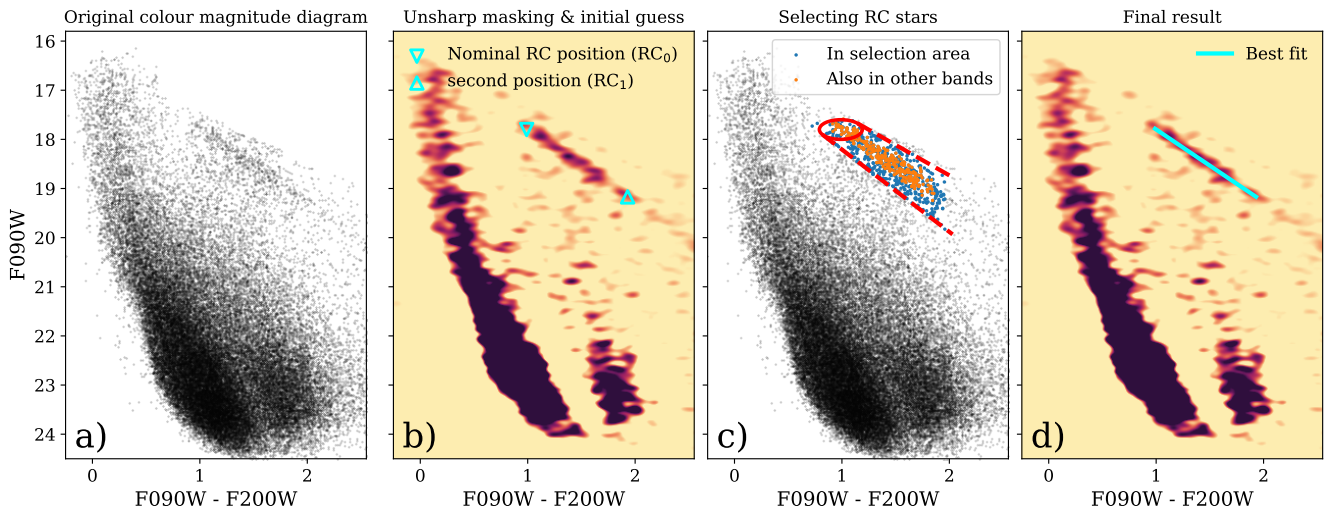 Original colour magnitude diagram
Unsharp masking & initial guess
Selecting RC stars
Final result
Nominal RC position (RC₀)
second position (RC₁)
In selection area
Also in other bands
Best fit
F090W
16
17
18
19
20
21
22
23
24
a)
b)
c)
d)
0 1 2
0 1 2
0 1 2
0 1 2
F090W - F200W
F090W - F200W
F090W - F200W
F090W - F200W